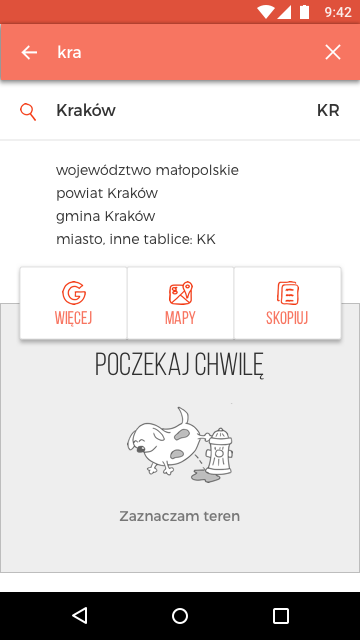 9:42
kra
Kraków KR
województwo małopolskie
powiat Kraków
gmina Kraków
miasto, inne tablice: KK
WIĘCEJ MAPY SKOPIUJ
POCZEKAJ CHWILĘ
Zaznaczam teren